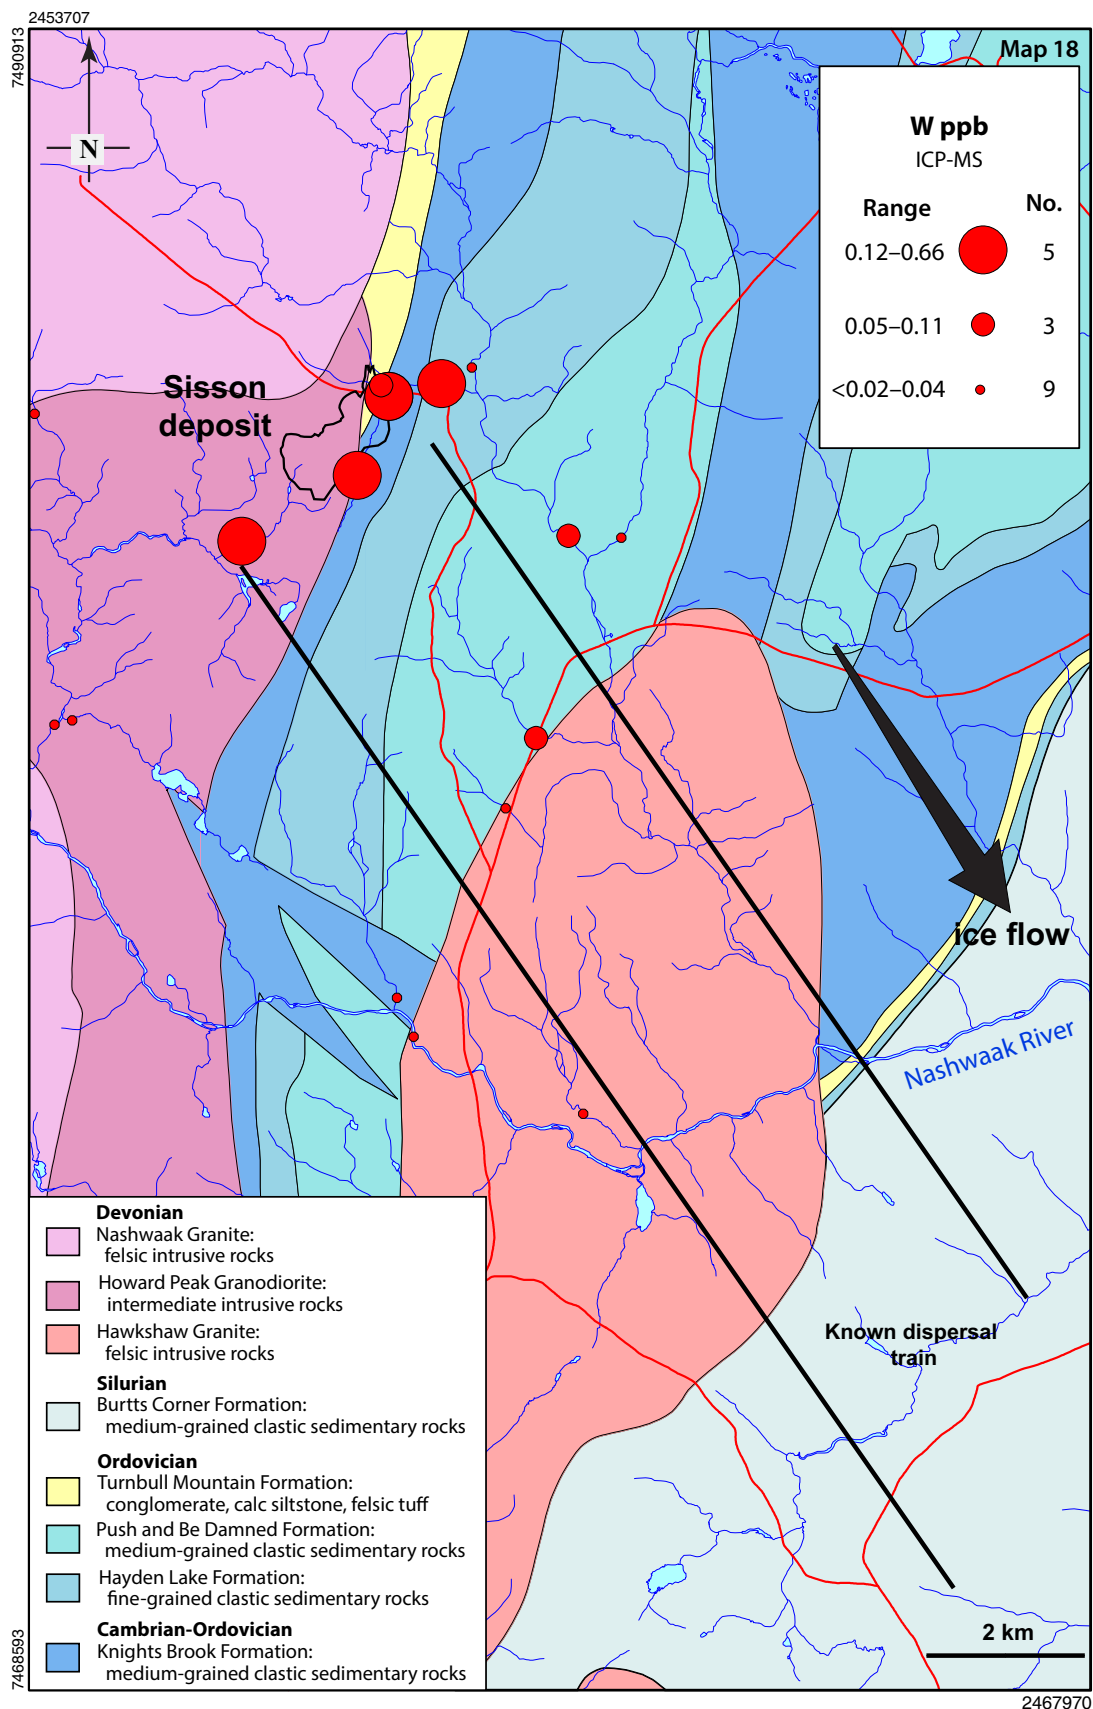 2453707
7490913
Map 18
N
W ppb
ICP-MS
Range No.
0.12–0.66 5
0.05–0.11 3
<0.02–0.04 9
Sisson
deposit
ice flow
Nashwaak River
Known dispersal
train
Devonian
Nashwaak Granite:
felsic intrusive rocks
Howard Peak Granodiorite:
intermediate intrusive rocks
Hawkshaw Granite:
felsic intrusive rocks
Silurian
Burtts Corner Formation:
medium-grained clastic sedimentary rocks
Ordovician
Turnbull Mountain Formation:
conglomerate, calc siltstone, felsic tuff
Push and Be Damned Formation:
medium-grained clastic sedimentary rocks
Hayden Lake Formation:
fine-grained clastic sedimentary rocks
Cambrian-Ordovician
Knights Brook Formation:
medium-grained clastic sedimentary rocks
2 km
7468593
2467970